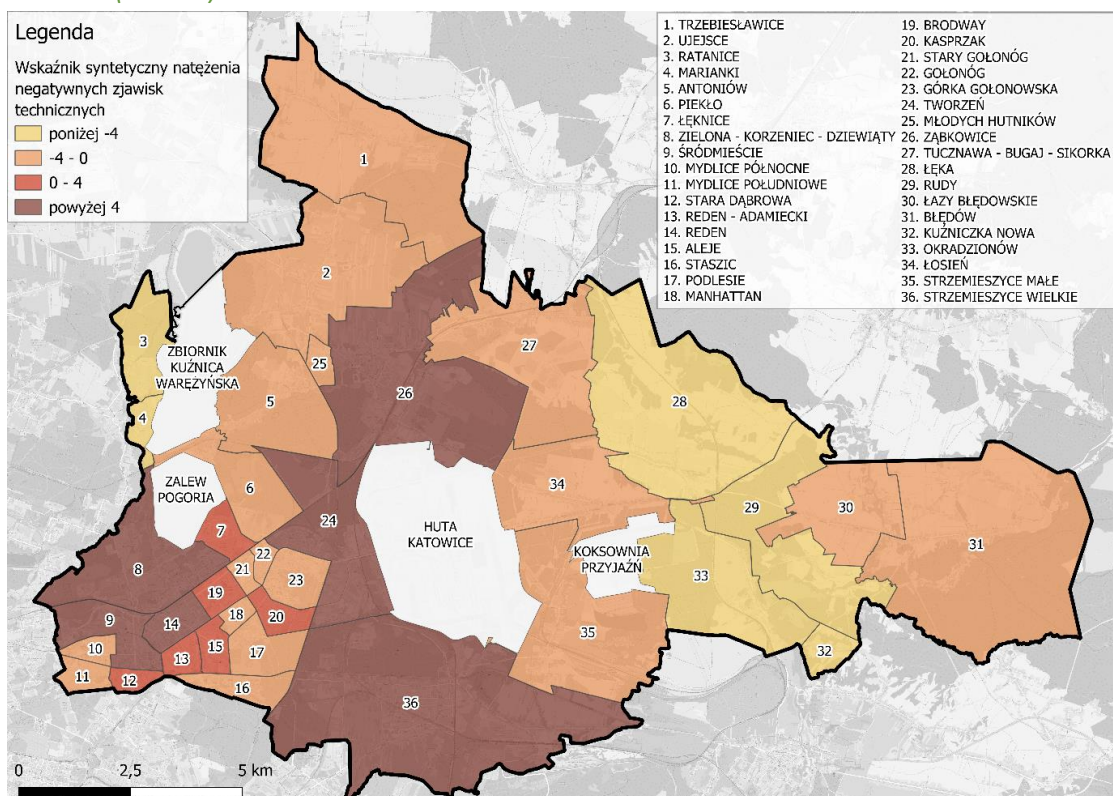 Legenda
Wskaźnik syntetyczny natężenia
negatywnych zjawisk
technicznych
poniżej -4
-4 - 0
0 - 4
powyżej 4
1. TRZEBIESŁAWICE
2. UJEJSCE
3. RATANICE
4. MARIANKI
5. ANTONIÓW
6. PIEKŁO
7. ŁĘKNICE
8. ZIELONA - KORZENIEC - DZIEWIĄTY
9. ŚRÓDMIEŚCIE
10. MYDLICE PÓŁNOCNE
11. MYDLICE POŁUDNIOWE
12. STARA DĄBROWA
13. REDEN - ADAMIECKI
14. REDEN
15. ALEJE
16. STASZIC
17. PODLESIE
18. MANHATTAN
19. BRODWAY
20. KASPRZAK
21. STARY GOŁONÓG
22. GOŁONÓG
23. GÓRKA GOŁONOWSKA
24. TWORZEŃ
25. MŁODYCH HUTNIKÓW
26. ZĄBKOWICE
27. TUCZNAWA - BUGAJ - SIKORKA
28. ŁĘKA
29. RUDY
30. ŁAZY BŁĘDOWSKIE
31. BŁĘDÓW
32. KUŹNICZKA NOWA
33. OKRADZIONÓW
34. ŁOSIEŃ
35. STRZEMIESZYCE MAŁE
36. STRZEMIESZYCE WIELKIE
1
2
3
ZBIORNIK
KUŹNICA
WARĘŻYŃSKA
25
27
4
5
26
28
ZALEW
POGORIA
6
34
29
30
7
24
HUTA
KATOWICE
KOKSOWNIA
PRZYJAŹŃ
31
8
22
21
23
33
19
18
20
9
14
35
10
13
15
17
32
11
12
16
36
0
2,5
5 km